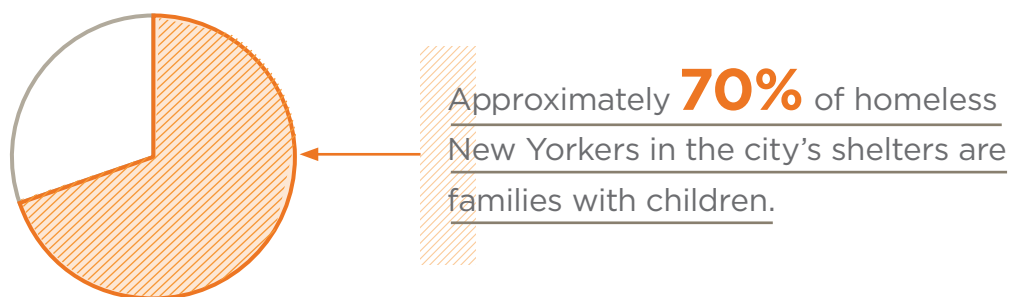 Approximately 70% of homeless
New Yorkers in the city’s shelters are
families with children.